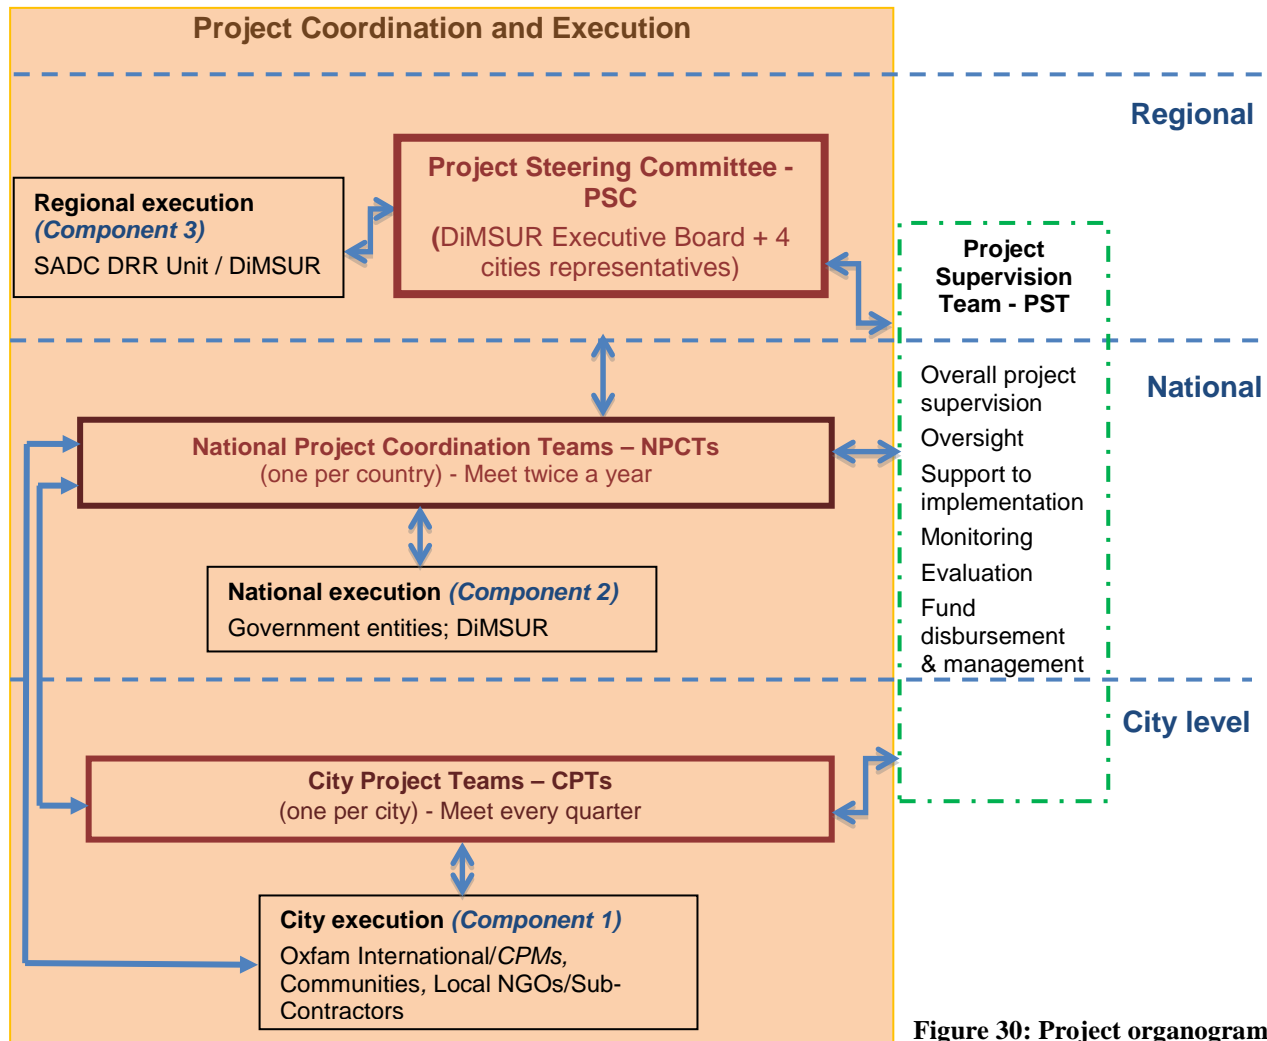 Project Coordination and Execution
Regional
Project Steering Committee -
PSC
(DiMSUR Executive Board + 4
cities representatives)
Regional execution
(Component 3)
SADC DRR Unit / DiMSUR
Project
Supervision
Team - PST
National
Overall project
supervision
Oversight
Support to
implementation
Monitoring
Evaluation
Fund
disbursement
& management
National Project Coordination Teams – NPCTs
(one per country) - Meet twice a year
National execution (Component 2)
Government entities; DiMSUR
City level
City Project Teams – CPTs
(one per city) - Meet every quarter
City execution (Component 1)
Oxfam International/CPMs,
Communities, Local NGOs/Sub-
Contractors
Figure 30: Project organogram